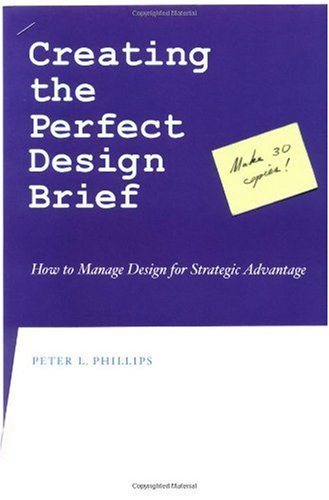 Creating
the
Perfect
Design
Brief
Make 30
copies!
How to Manage Design for Strategic Advantage
PETER L. PHILLIPS